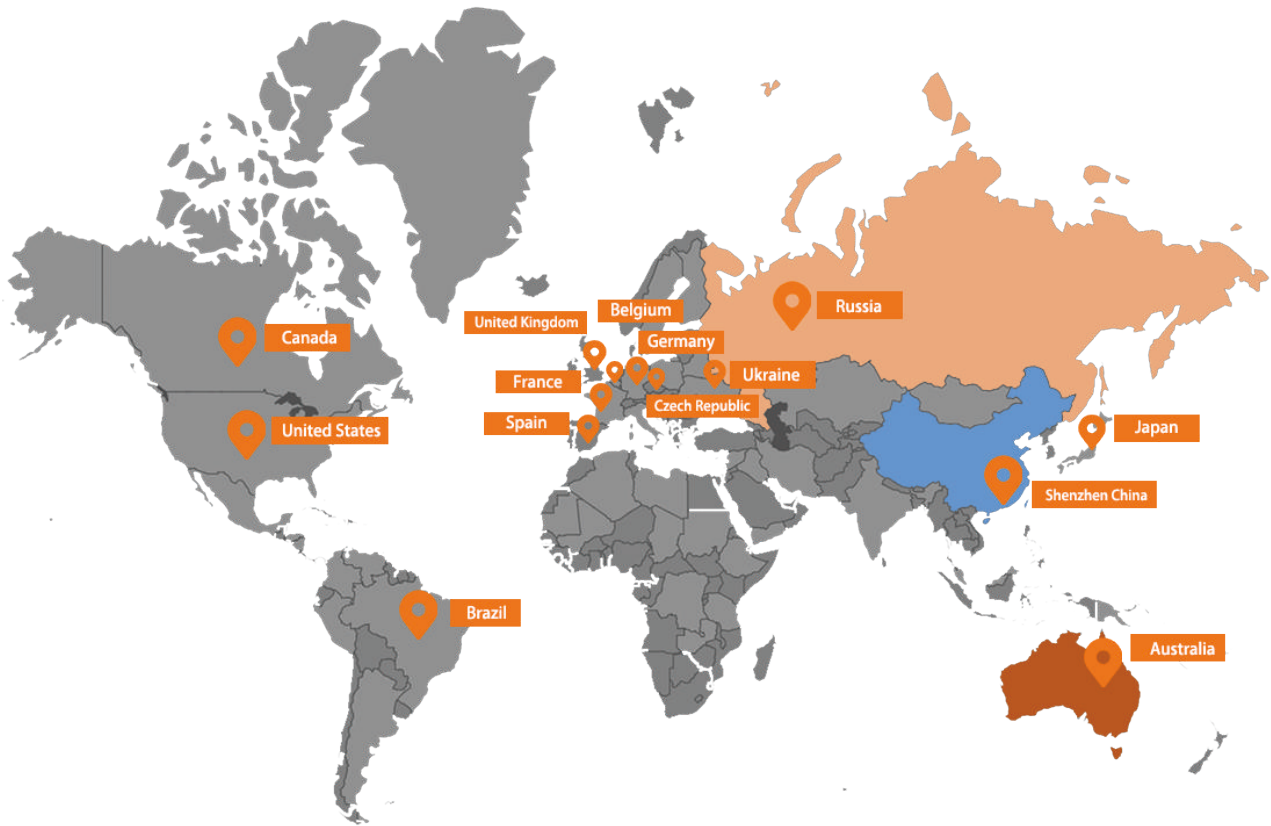 Belgium
Russia
United Kingdom
Canada
Germany
Ukraine
France
Czech Republic
Spain
United States
Japan
Shenzhen China
Brazil
Australia